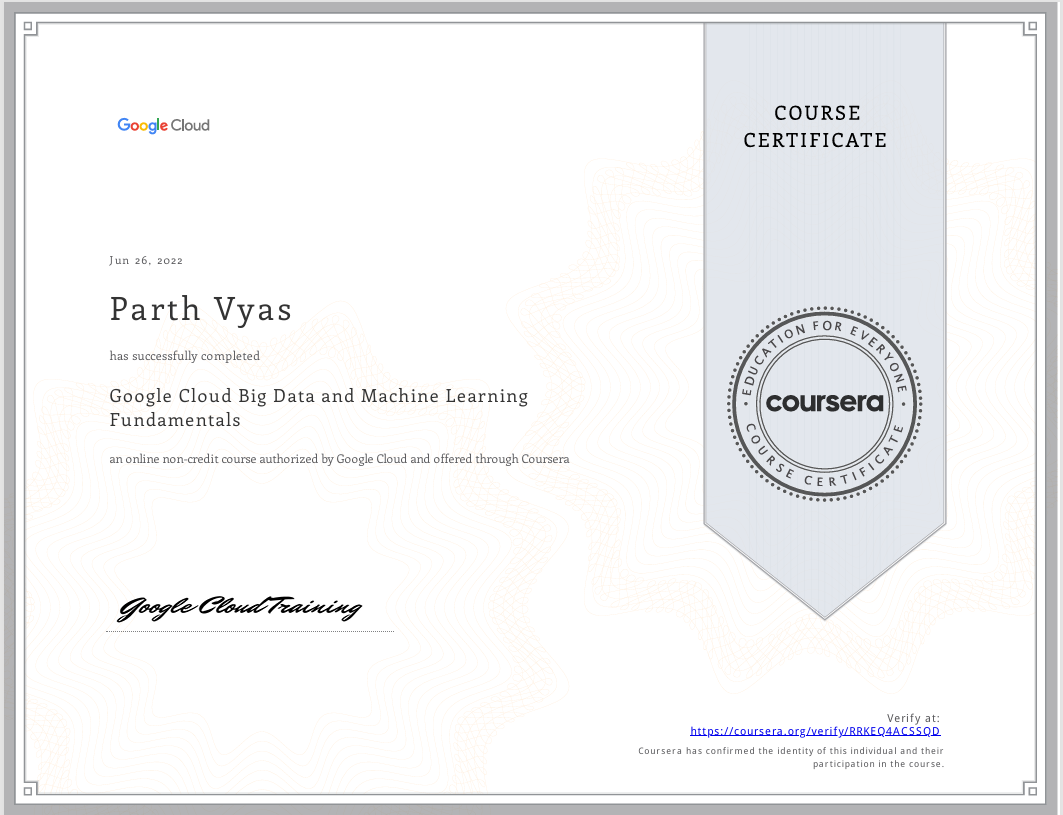 Google Cloud
COURSE
CERTIFICATE
Jun 26, 2022
Parth Vyas
has successfully completed
Google Cloud Big Data and Machine Learning
Fundamentals
an online non-credit course authorized by Google Cloud and offered through Coursera
EDUCATION FOR EVERYONE
coursera
COURSE CERTIFICATE
Google Cloud Training
Verify at:
https://coursera.org/verify/RRKEQ4ACSSQD
Coursera has confirmed the identity of this individual and their
participation in the course.